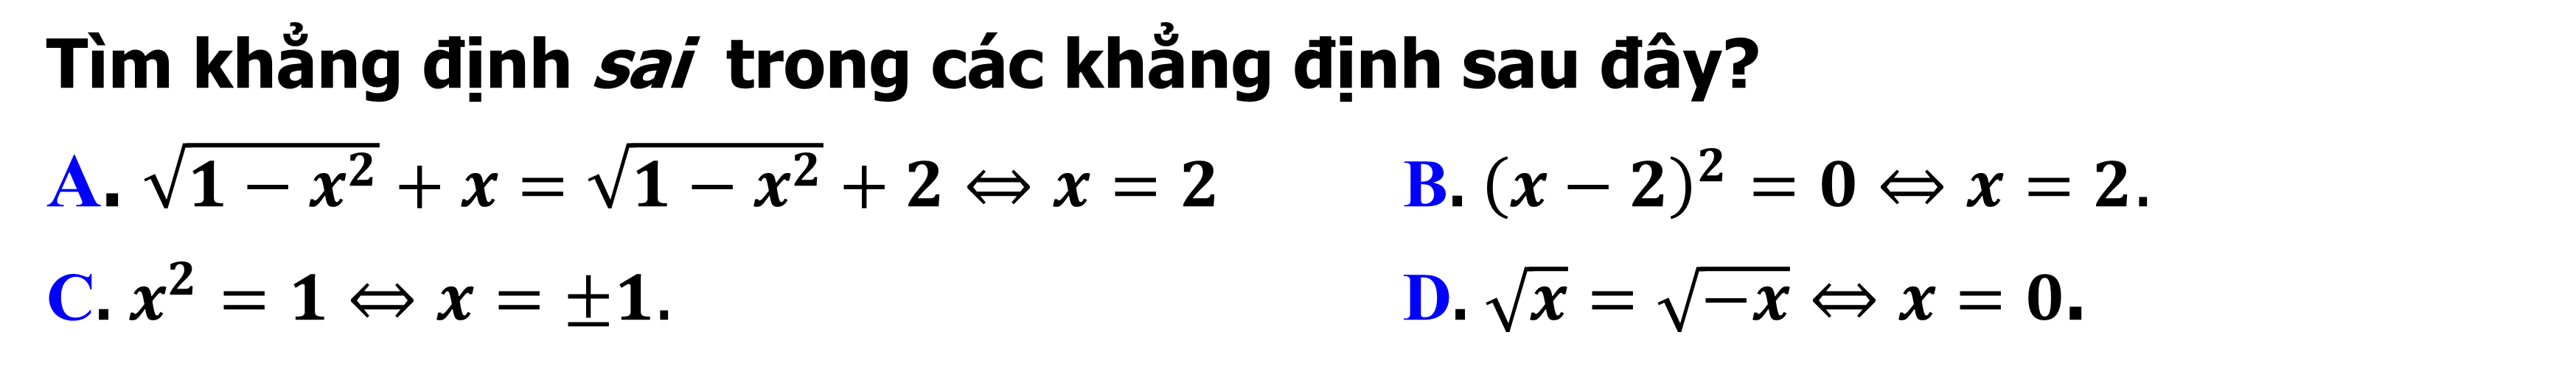 Tìm khẳng định sai trong các khẳng định sau đây?
A. √(1 − x²) + x = √(1 − x²) + 2 ⇔ x = 2 B. (x − 2)² = 0 ⇔ x = 2.
C. x² = 1 ⇔ x = ±1. D. √x = √(−x) ⇔ x = 0.